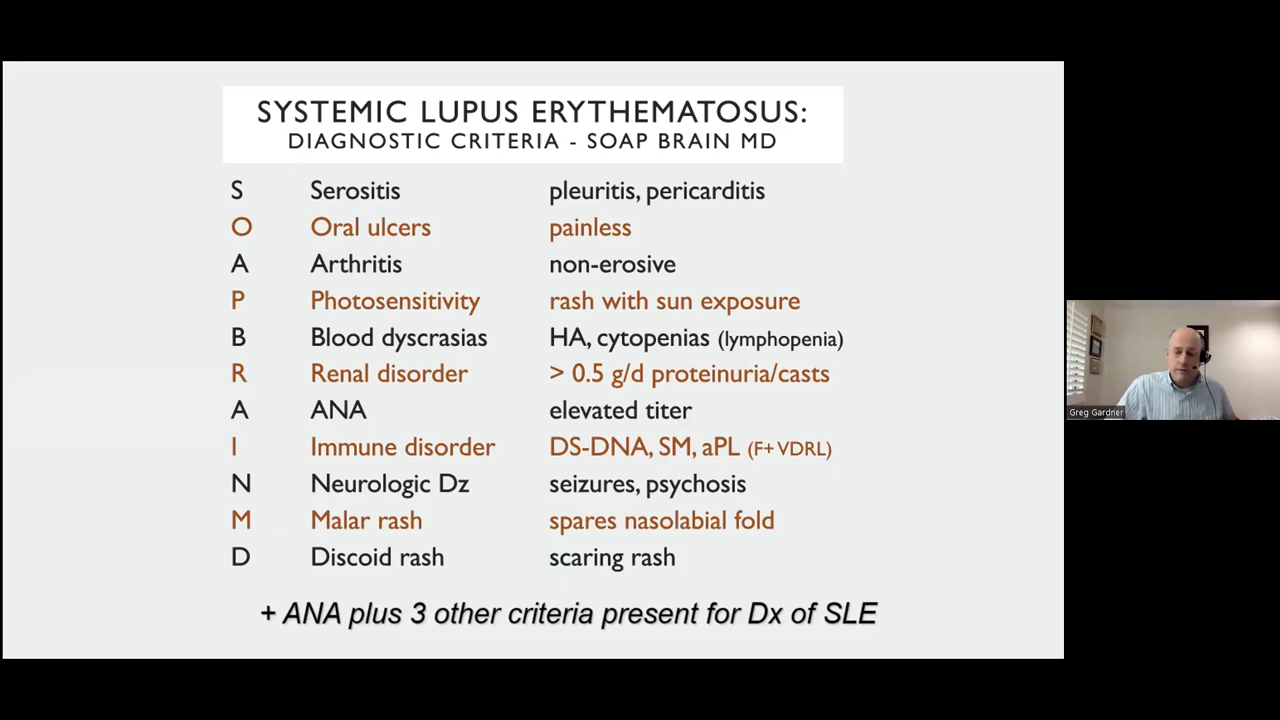 SYSTEMIC LUPUS ERYTHEMATOSUS:
DIAGNOSTIC CRITERIA - SOAP BRAIN MD
S Serositis pleuritis, pericarditis
O Oral ulcers painless
A Arthritis non-erosive
P Photosensitivity rash with sun exposure
B Blood dyscrasias HA, cytopenias (lymphopenia)
R Renal disorder > 0.5 g/d proteinuria/casts
A ANA elevated titer
I Immune disorder DS-DNA, SM, aPL (F+ VDRL)
N Neurologic Dz seizures, psychosis
M Malar rash spares nasolabial fold
D Discoid rash scaring rash
+ ANA plus 3 other criteria present for Dx of SLE
Greg Gardner